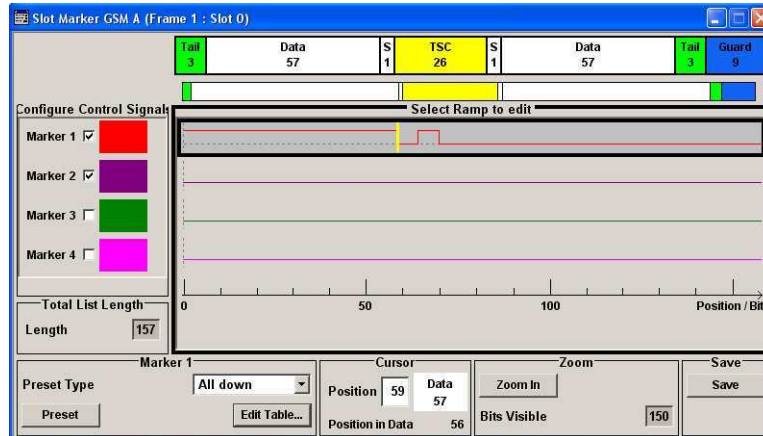 Slot Marker GSM A (Frame 1 : Slot 0)
Tail Data S TSC S Data Tail Guard
3 57 1 26 1 57 3 9
Configure Control Signals
Select Ramp to edit
Marker 1
Marker 2
Marker 3
Marker 4
0 50 100 Position / Bit
Total List Length
Length 157
Marker 1
Preset Type All down
Preset Edit Table...
Cursor
Position 59 Data 57
Position in Data 56
Zoom
Zoom In
Bits Visible 150
Save
Save